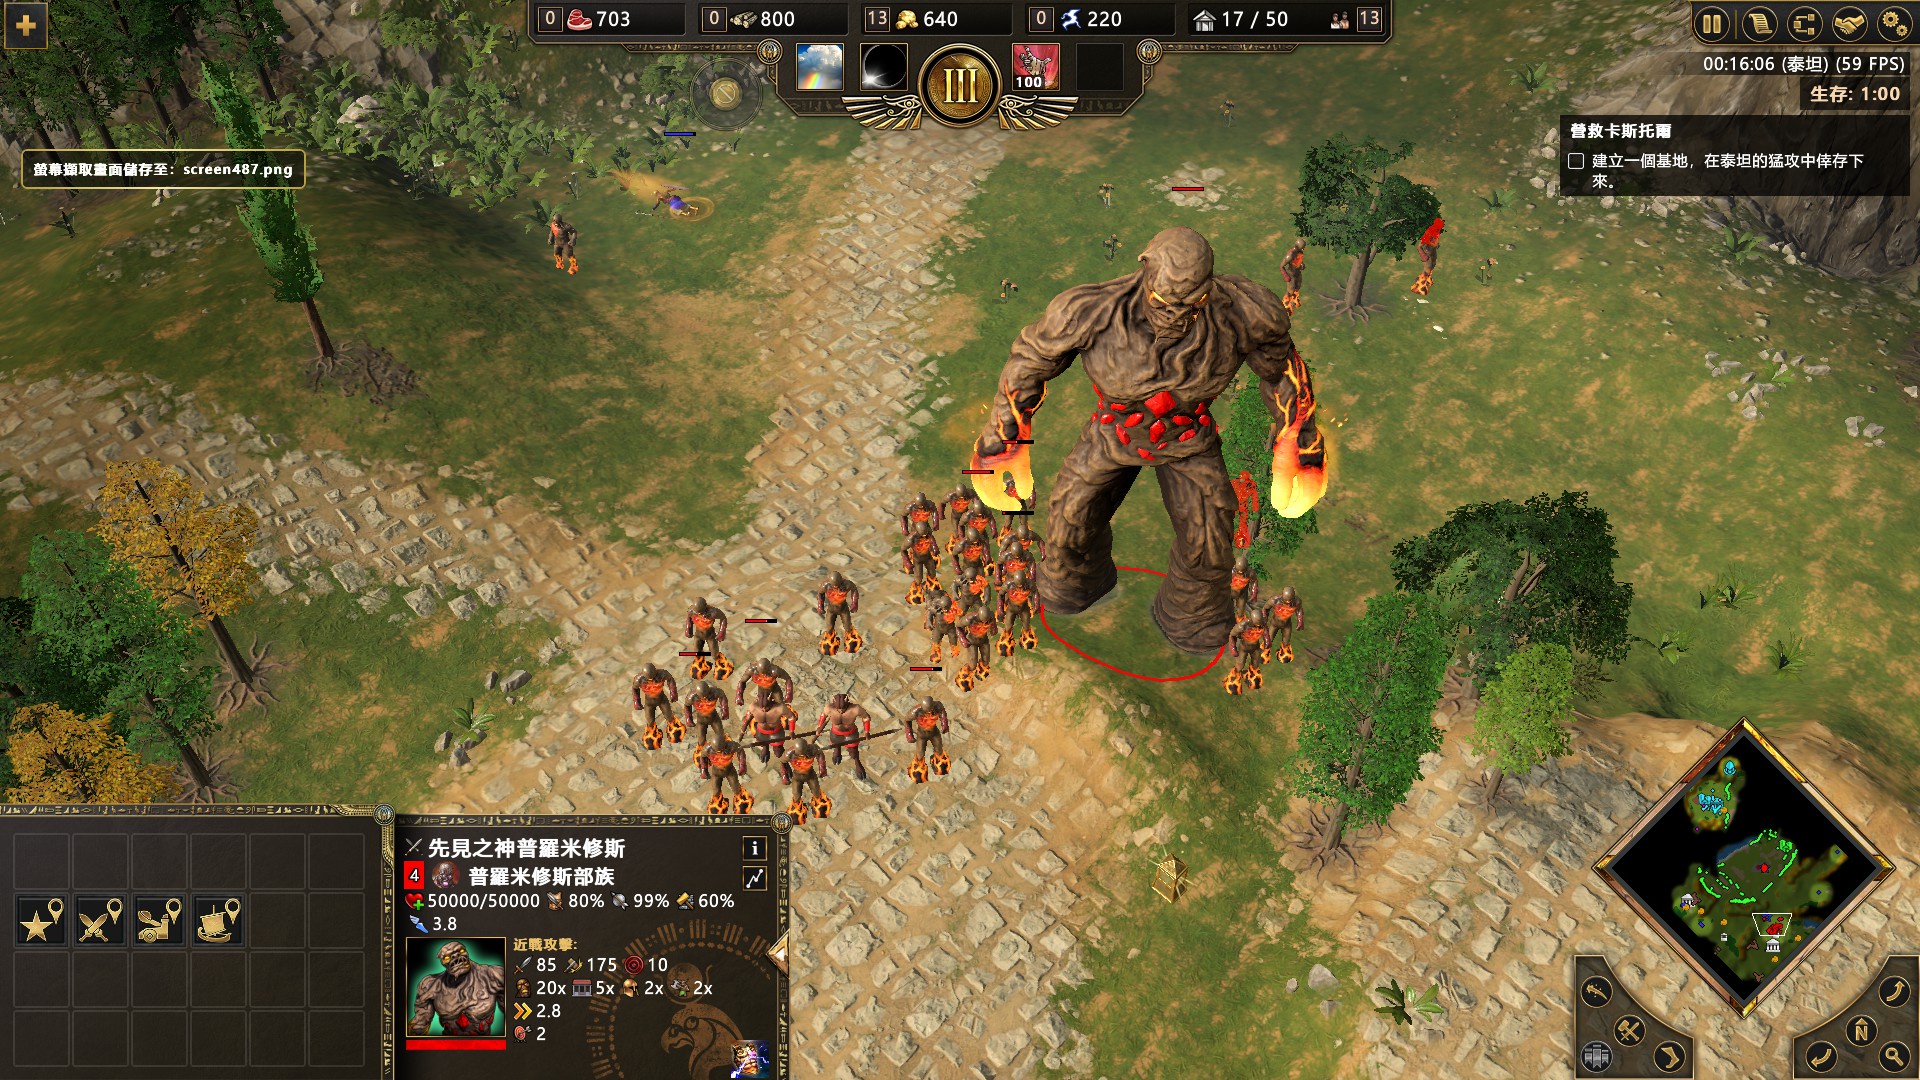 0 703 0 800 13 640 0 220 17 / 50 13
III
100
00:16:06 (泰坦) (59 FPS)
生存: 1:00
營救卡斯托爾
建立一個基地，在泰坦的猛攻中倖存下
來。
螢幕擷取畫面儲存至：screen487.png
先見之神普羅米修斯
4 普羅米修斯部族
50000/50000 80% 99% 60%
3.8
近戰攻擊:
85 175 10
20x 5x 2x 2x
2.8
2
i
N